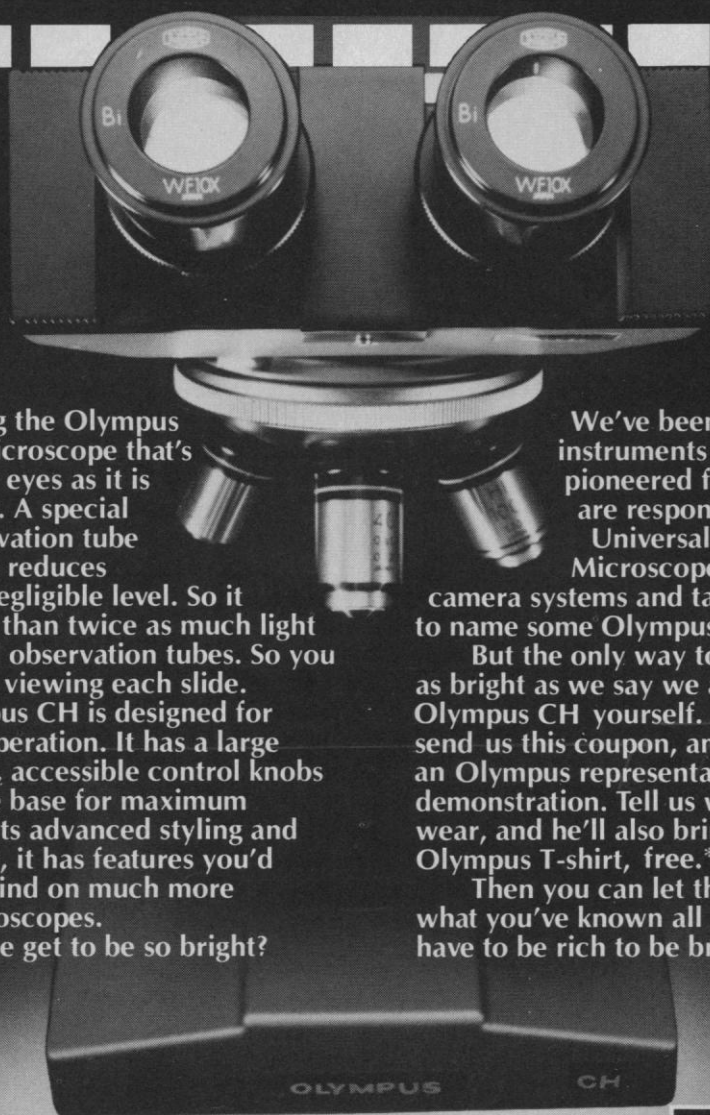 Bi
WF10X
JAPAN
Bi
WF10X
JAPAN
g the Olympus
icroscope that's
eyes as it is
. A special
vation tube
reduces
egligible level. So it
than twice as much light
observation tubes. So you
viewing each slide.
ous CH is designed for
peration. It has a large
, accessible control knobs
e base for maximum
ts advanced styling and
, it has features you'd
ind on much more
oscopes.
e get to be so bright?
We've been
instruments
pioneered f
are respon
Universal
Microscope
camera systems and ta
to name some Olympus
But the only way to
as bright as we say we a
Olympus CH yourself.
send us this coupon, an
an Olympus representa
demonstration. Tell us w
wear, and he'll also bri
Olympus T-shirt, free.*
Then you can let th
what you've known all
have to be rich to be br
OLYMPUS CH